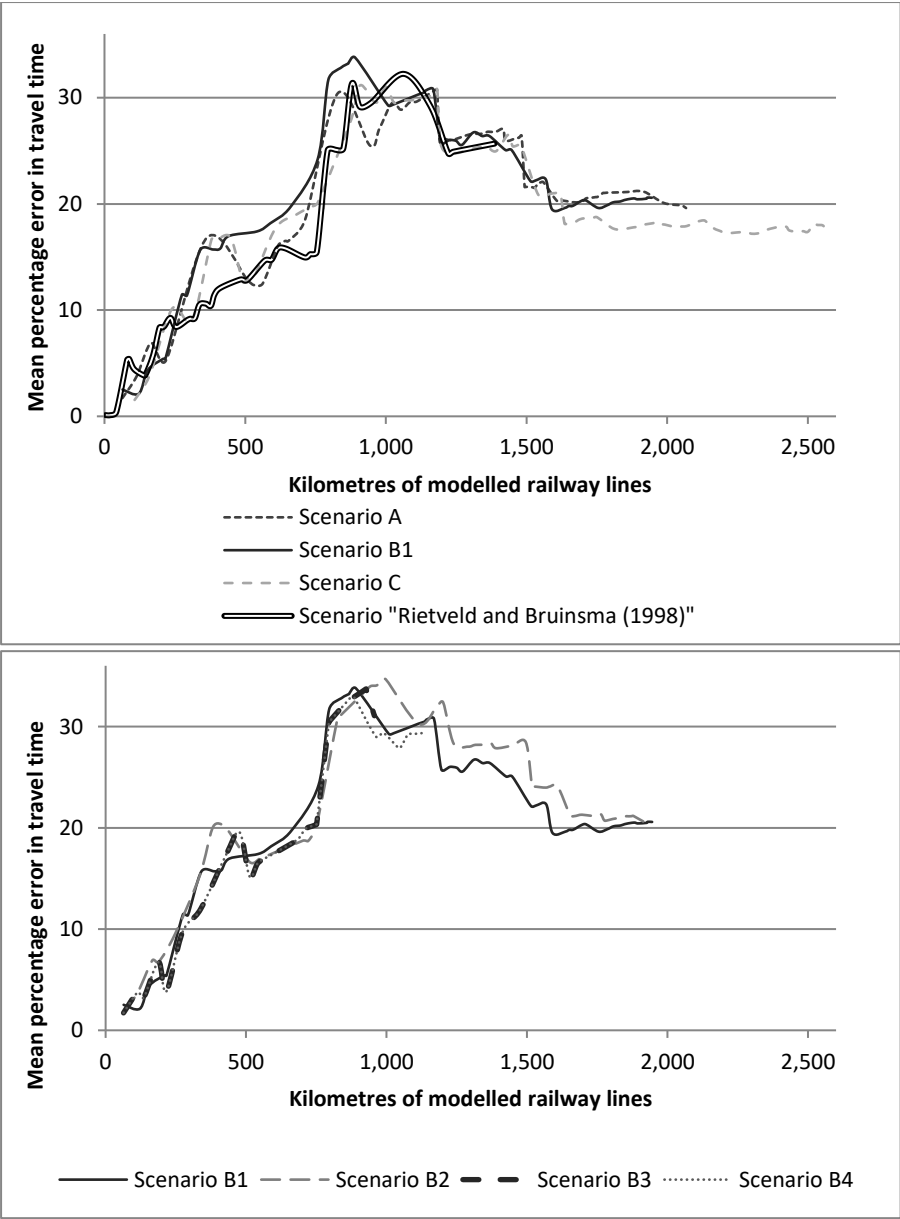 Mean percentage error in travel time
30
20
10
0
0 500 1,000 1,500 2,000 2,500
Kilometres of modelled railway lines
Scenario A
Scenario B1
Scenario C
Scenario "Rietveld and Bruinsma (1998)"
Mean percentage error in travel time
30
20
10
0
0 500 1,000 1,500 2,000 2,500
Kilometres of modelled railway lines
Scenario B1 Scenario B2 Scenario B3 Scenario B4